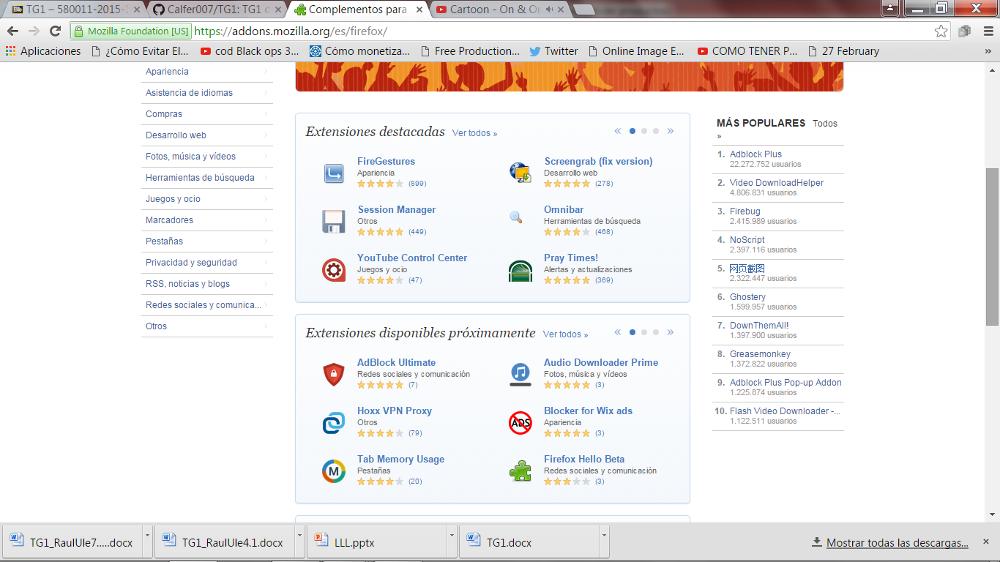 TG1 – 580011-2015-1
Calfer007/TG1: TG1 d
Complementos para
Cartoon - On & On
Mozilla Foundation [US]
https://addons.mozilla.org/es/firefox/
Aplicaciones
¿Cómo Evitar El...
cod Black ops 3...
Cómo monetiza...
Free Production...
Twitter
Online Image E...
COMO TENER P...
27 February
»
Apariencia
Asistencia de idiomas
Compras
Desarrollo web
Fotos, música y vídeos
Herramientas de búsqueda
Juegos y ocio
Marcadores
Pestañas
Privacidad y seguridad
RSS, noticias y blogs
Redes sociales y comunica...
Otros
Extensiones destacadas Ver todos »
« »
FireGestures
Apariencia
(899)
Screengrab (fix version)
Desarrollo web
(278)
Session Manager
Otros
(449)
Omnibar
Herramientas de búsqueda
(468)
YouTube Control Center
Juegos y ocio
(47)
Pray Times!
Alertas y actualizaciones
(369)
Extensiones disponibles próximamente Ver todos »
« »
AdBlock Ultimate
Redes sociales y comunicación
(7)
Audio Downloader Prime
Fotos, música y vídeos
(3)
Hoxx VPN Proxy
Otros
(79)
ADS
Blocker for Wix ads
Apariencia
(3)
M
Tab Memory Usage
Pestañas
(20)
Firefox Hello Beta
Redes sociales y comunicación
(3)
MÁS POPULARES Todos
»
1. Adblock Plus
22.272.752 usuarios
2. Video DownloadHelper
4.806.831 usuarios
3. Firebug
2.415.989 usuarios
4. NoScript
2.397.116 usuarios
5. 网页截图
2.322.447 usuarios
6. Ghostery
1.599.957 usuarios
7. DownThemAll!
1.397.900 usuarios
8. Greasemonkey
1.372.822 usuarios
9. Adblock Plus Pop-up Addon
1.225.874 usuarios
10. Flash Video Downloader -...
1.122.511 usuarios
TG1_RaulUle7.....docx
TG1_RaulUle4.1.docx
LLL.pptx
TG1.docx
Mostrar todas las descargas...